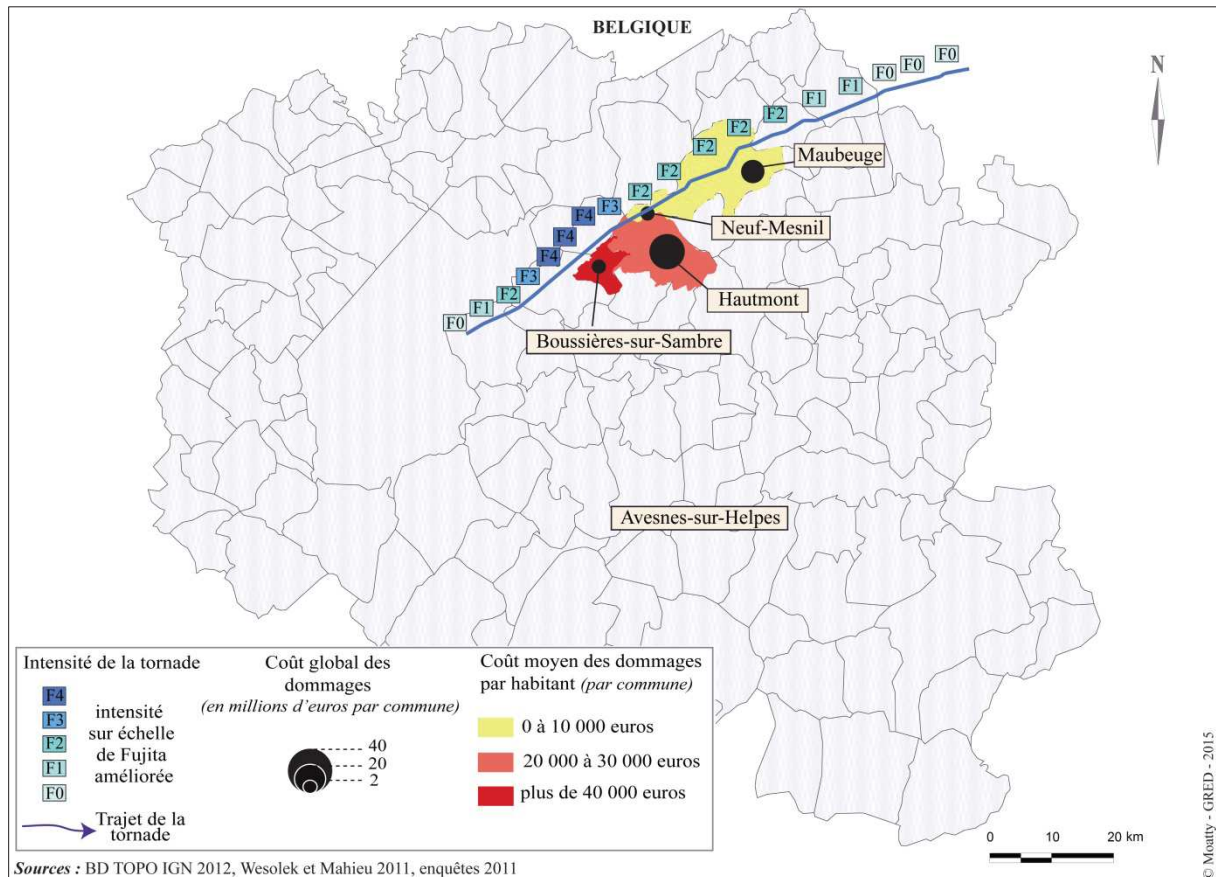 BELGIQUE
N
F0
F0
F0
F1
F1
F2
F2
F2
F2
F2
F3
F4
F4
F4
F3
F2
F1
F0
Maubeuge
Neuf-Mesnil
Hautmont
Boussières-sur-Sambre
Avesnes-sur-Helpes
Intensité de la tornade
F4
F3
F2
F1
F0
intensité
sur échelle
de Fujita
améliorée
Trajet de la
tornade
Coût global des
dommages
(en millions d'euros par commune)
40
20
2
Coût moyen des dommages
par habitant (par commune)
0 à 10 000 euros
20 000 à 30 000 euros
plus de 40 000 euros
0 10 20 km
Sources : BD TOPO IGN 2012, Wesolek et Mahieu 2011, enquêtes 2011
© Moatty - GRED - 2015